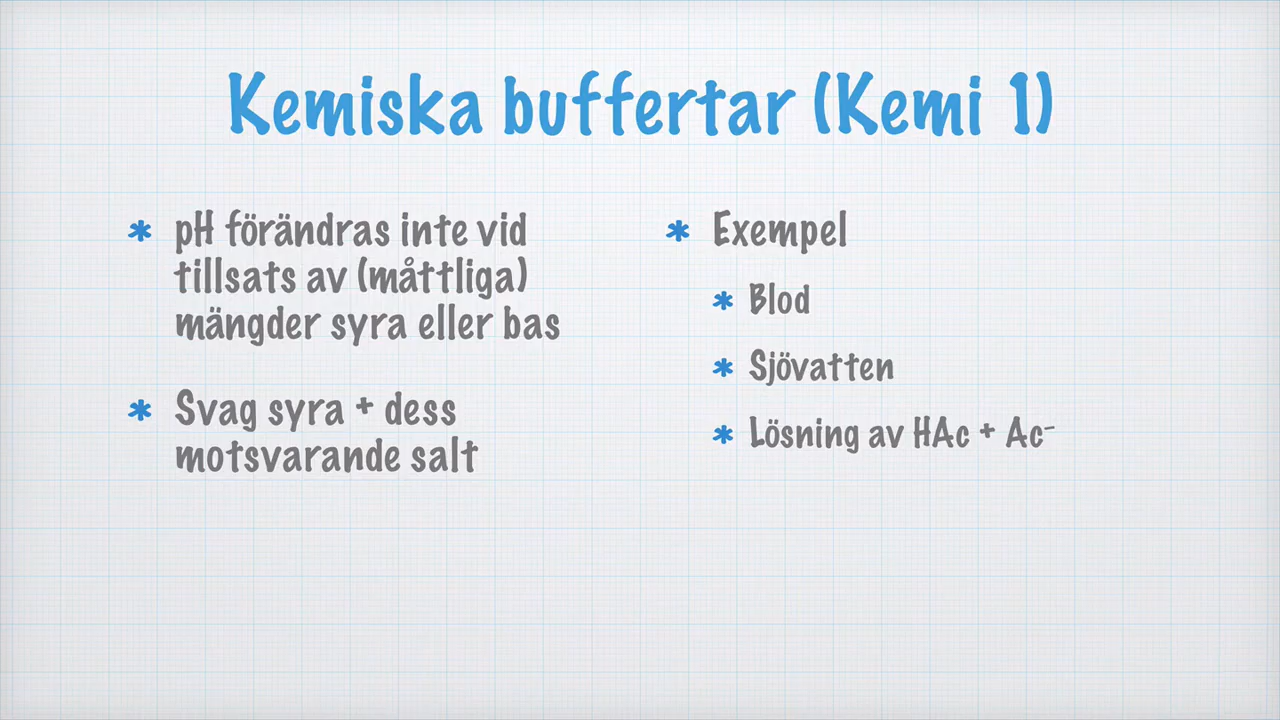 Kemiska buffertar (Kemi 1)
* pH förändras inte vid
tillsats av (måttliga)
mängder syra eller bas
* Svag syra + dess
motsvarande salt
* Exempel
* Blod
* Sjövatten
* Lösning av HAc + Ac⁻